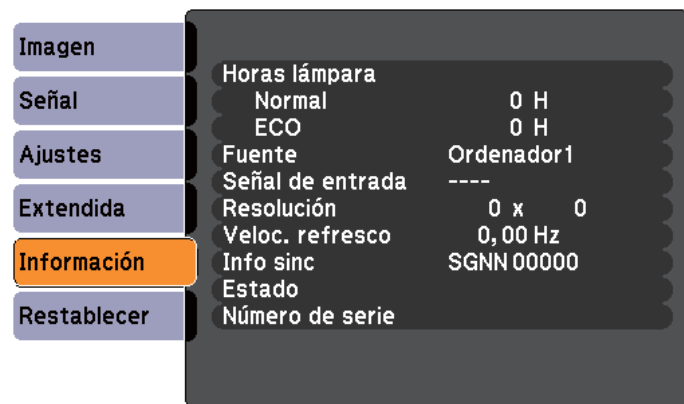 Imagen
Señal
Ajustes
Extendida
Información
Restablecer
Horas lámpara
Normal 0 H
ECO 0 H
Fuente Ordenador1
Señal de entrada ----
Resolución 0 x 0
Veloc. refresco 0,00 Hz
Info sinc SGNN 00000
Estado
Número de serie